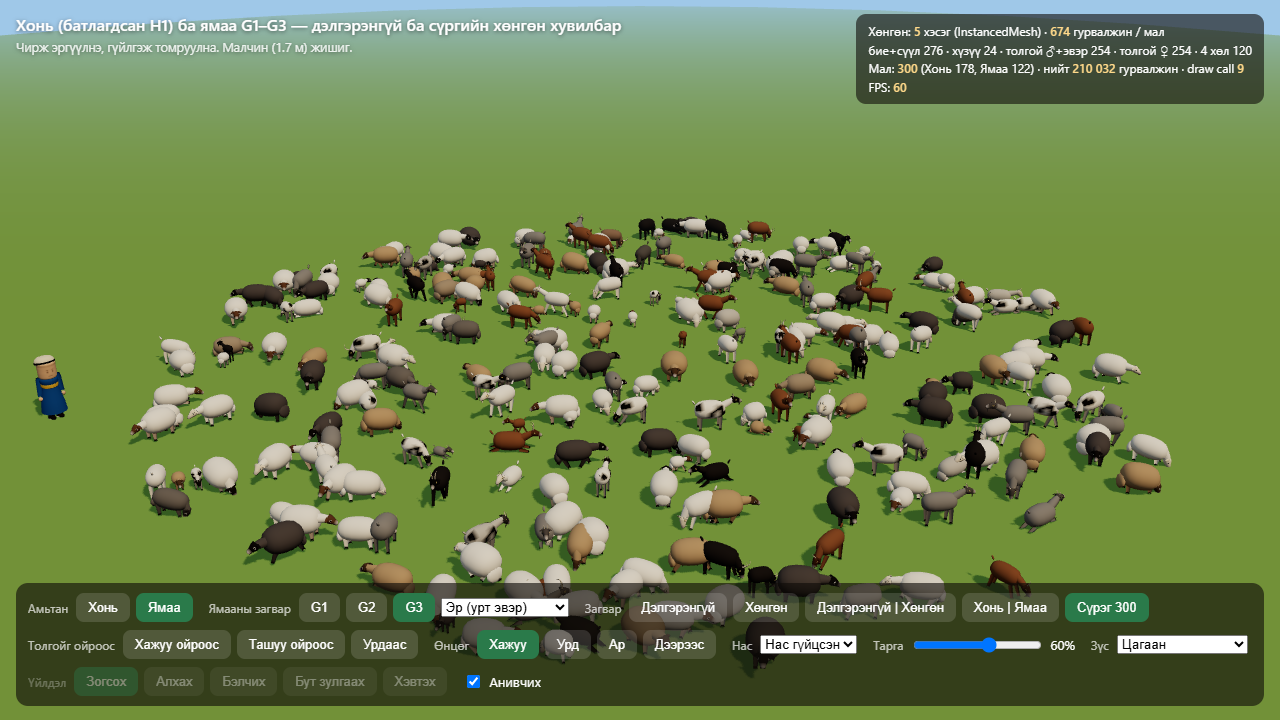 Хонь (батлагдсан H1) ба ямаа G1–G3 — дэлгэрэнгүй ба сүргийн хөнгөн хувилбар
Чирж эргүүлнэ, гүйлгэж томруулна. Малчин (1.7 м) жишиг.
Хөнгөн: 5 хэсэг (InstancedMesh) · 674 гурвалжин / мал
бие+сүүл 276 · хүзүү 24 · толгой ♂+эвэр 254 · толгой ♀ 254 · 4 хөл 120
Мал: 300 (Хонь 178, Ямаа 122) · нийт 210 032 гурвалжин · draw call 9
FPS: 60
Амьтан Хонь Ямаа Ямааны загвар G1 G2 G3 Эр (урт эвэр) Загвар Дэлгэрэнгүй Хөнгөн Дэлгэрэнгүй | Хөнгөн Хонь | Ямаа Сүрэг 300
Толгойг ойроос Хажуу ойроос Ташуу ойроос Урдаас Өнцөг Хажуу Урд Ар Дээрээс Нас Нас гүйцсэн Тарга 60% Зүс Цагаан
Үйлдэл Зогсох Алхах Бэлчих Бут зулгаах Хэвтэх Анивчих